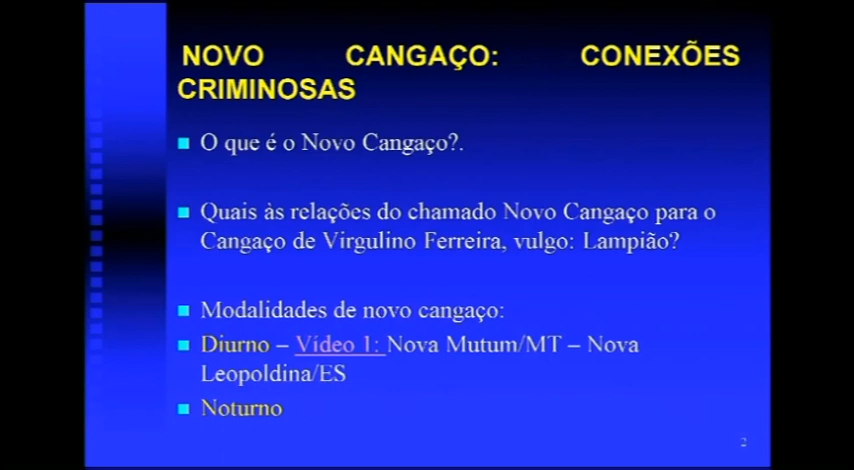 NOVO CANGAÇO: CONEXÕES
CRIMINOSAS
O que é o Novo Cangaço?.
Quais às relações do chamado Novo Cangaço para o
Cangaço de Virgulino Ferreira, vulgo: Lampião?
Modalidades de novo cangaço:
Diurno – Vídeo 1: Nova Mutum/MT – Nova
Leopoldina/ES
Noturno
2